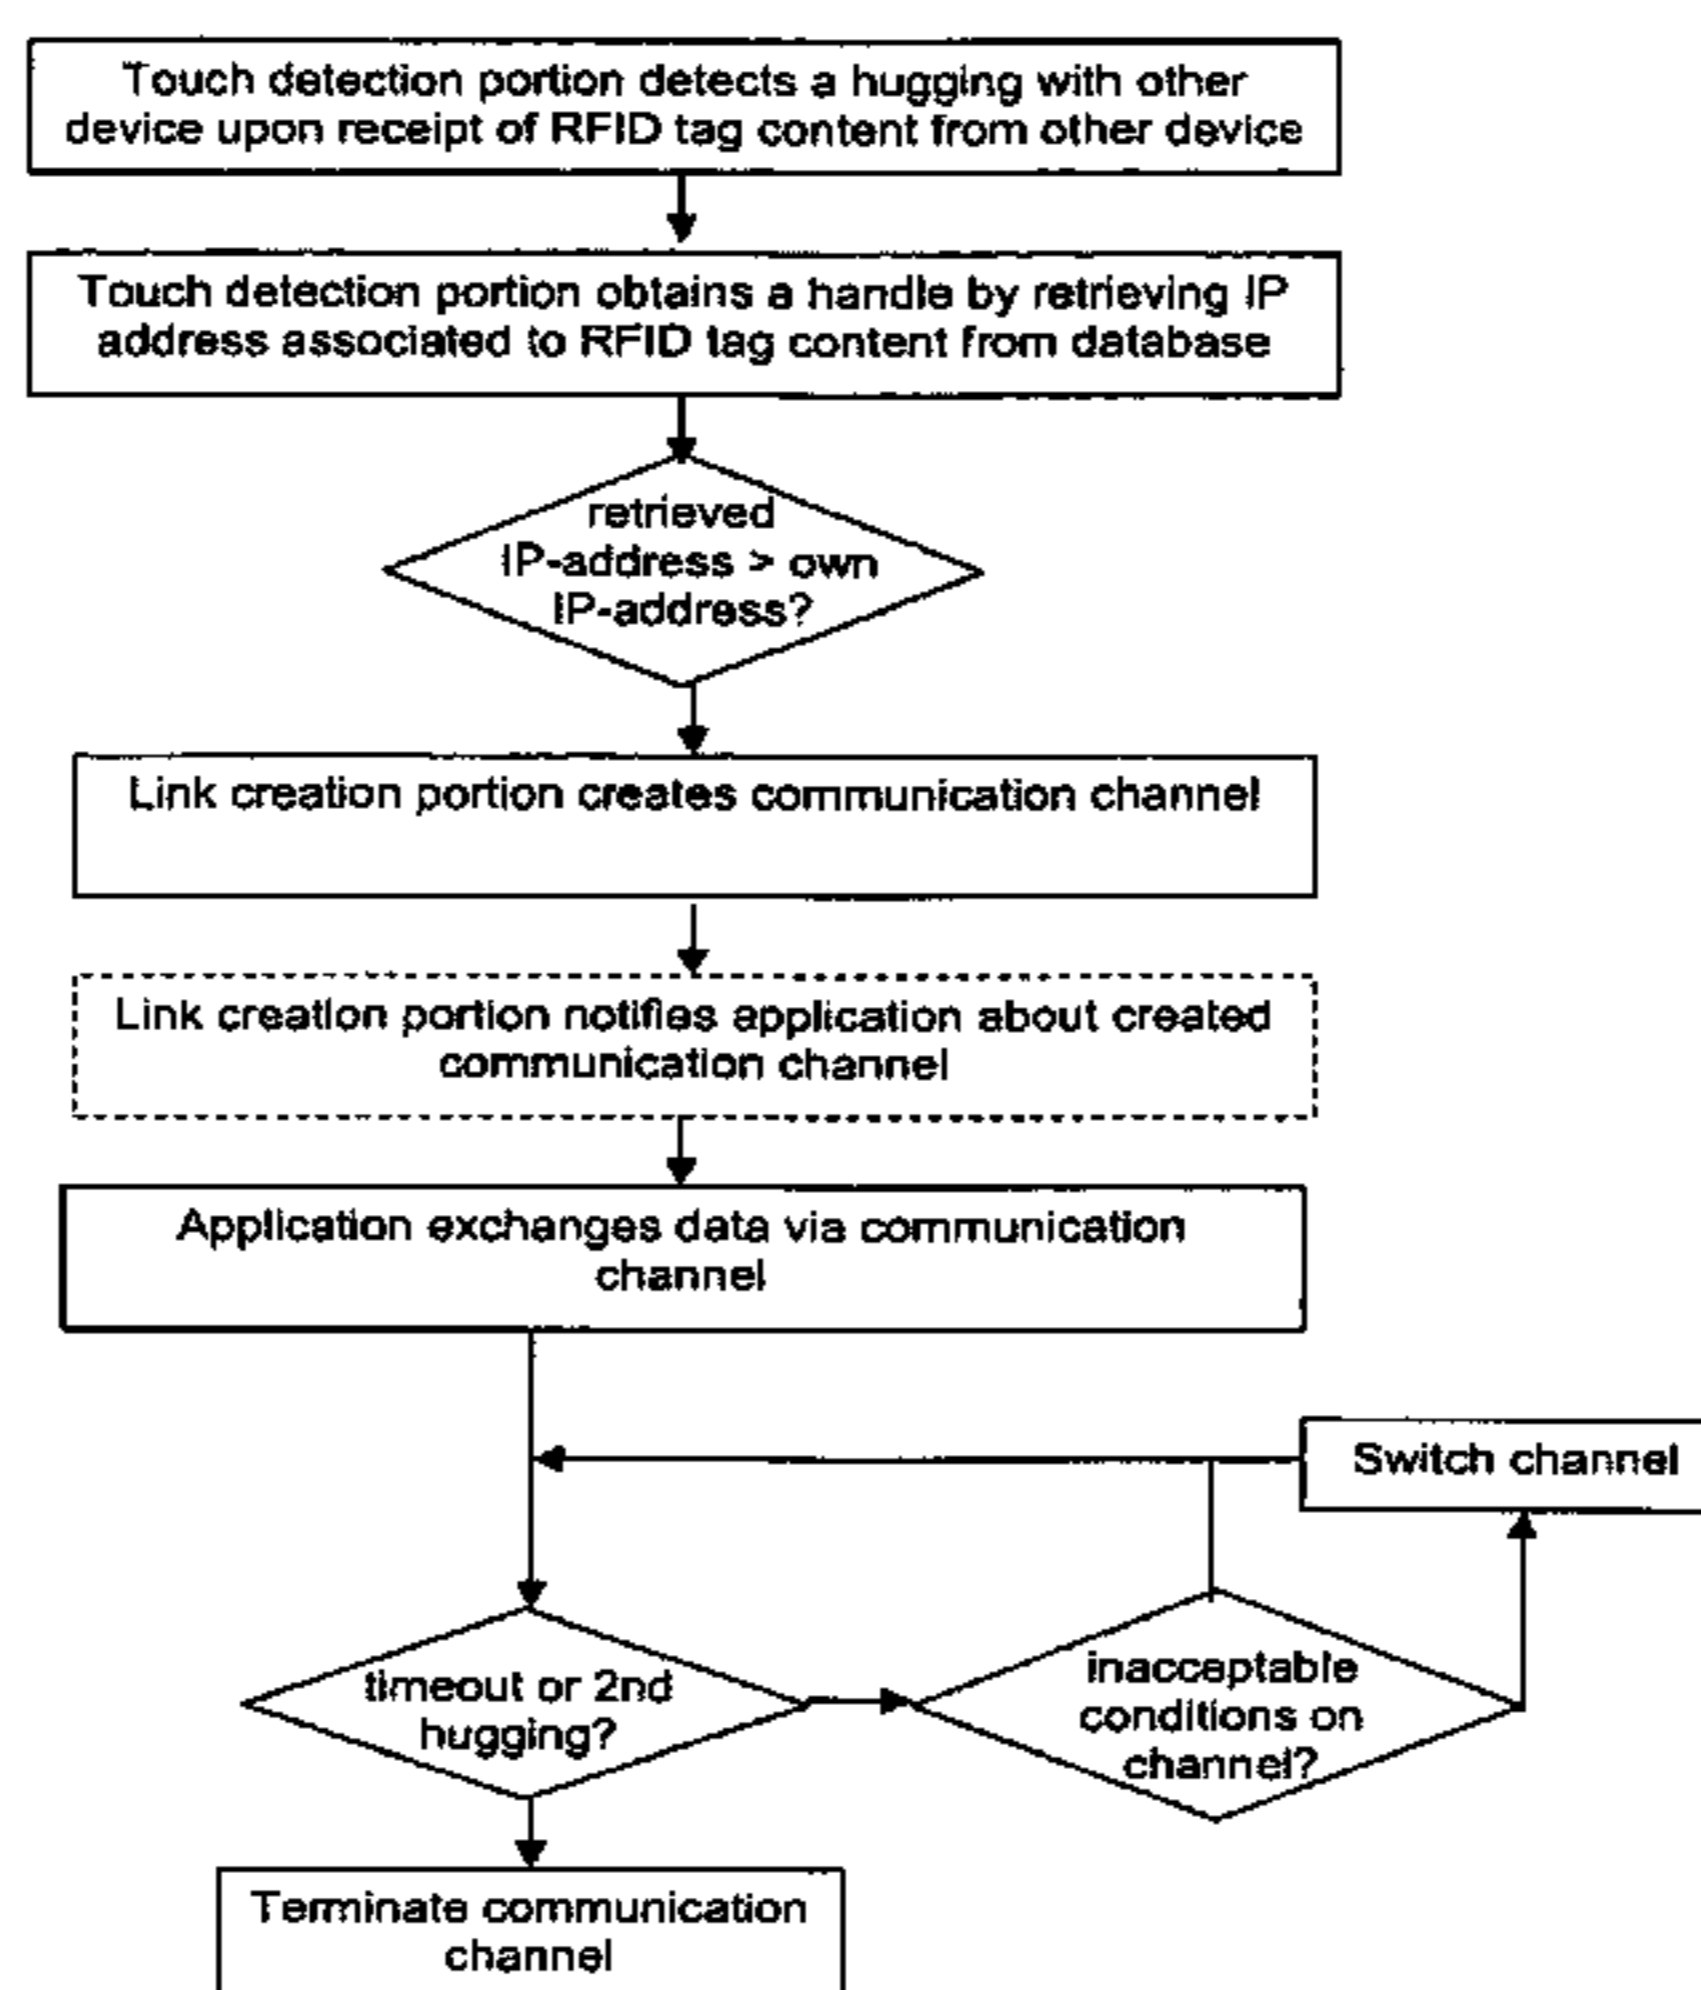 Touch detection portion detects a hugging with other
device upon receipt of RFID tag content from other device
Touch detection portion obtains a handle by retrieving IP
address associated to RFID tag content from database
retrieved
IP-address > own
IP-address?
Link creation portion creates communication channel
Link creation portion notifies application about created
communication channel
Application exchanges data via communication
channel
Switch channel
timeout or 2nd
hugging?
inacceptable
conditions on
channel?
Terminate communication
channel